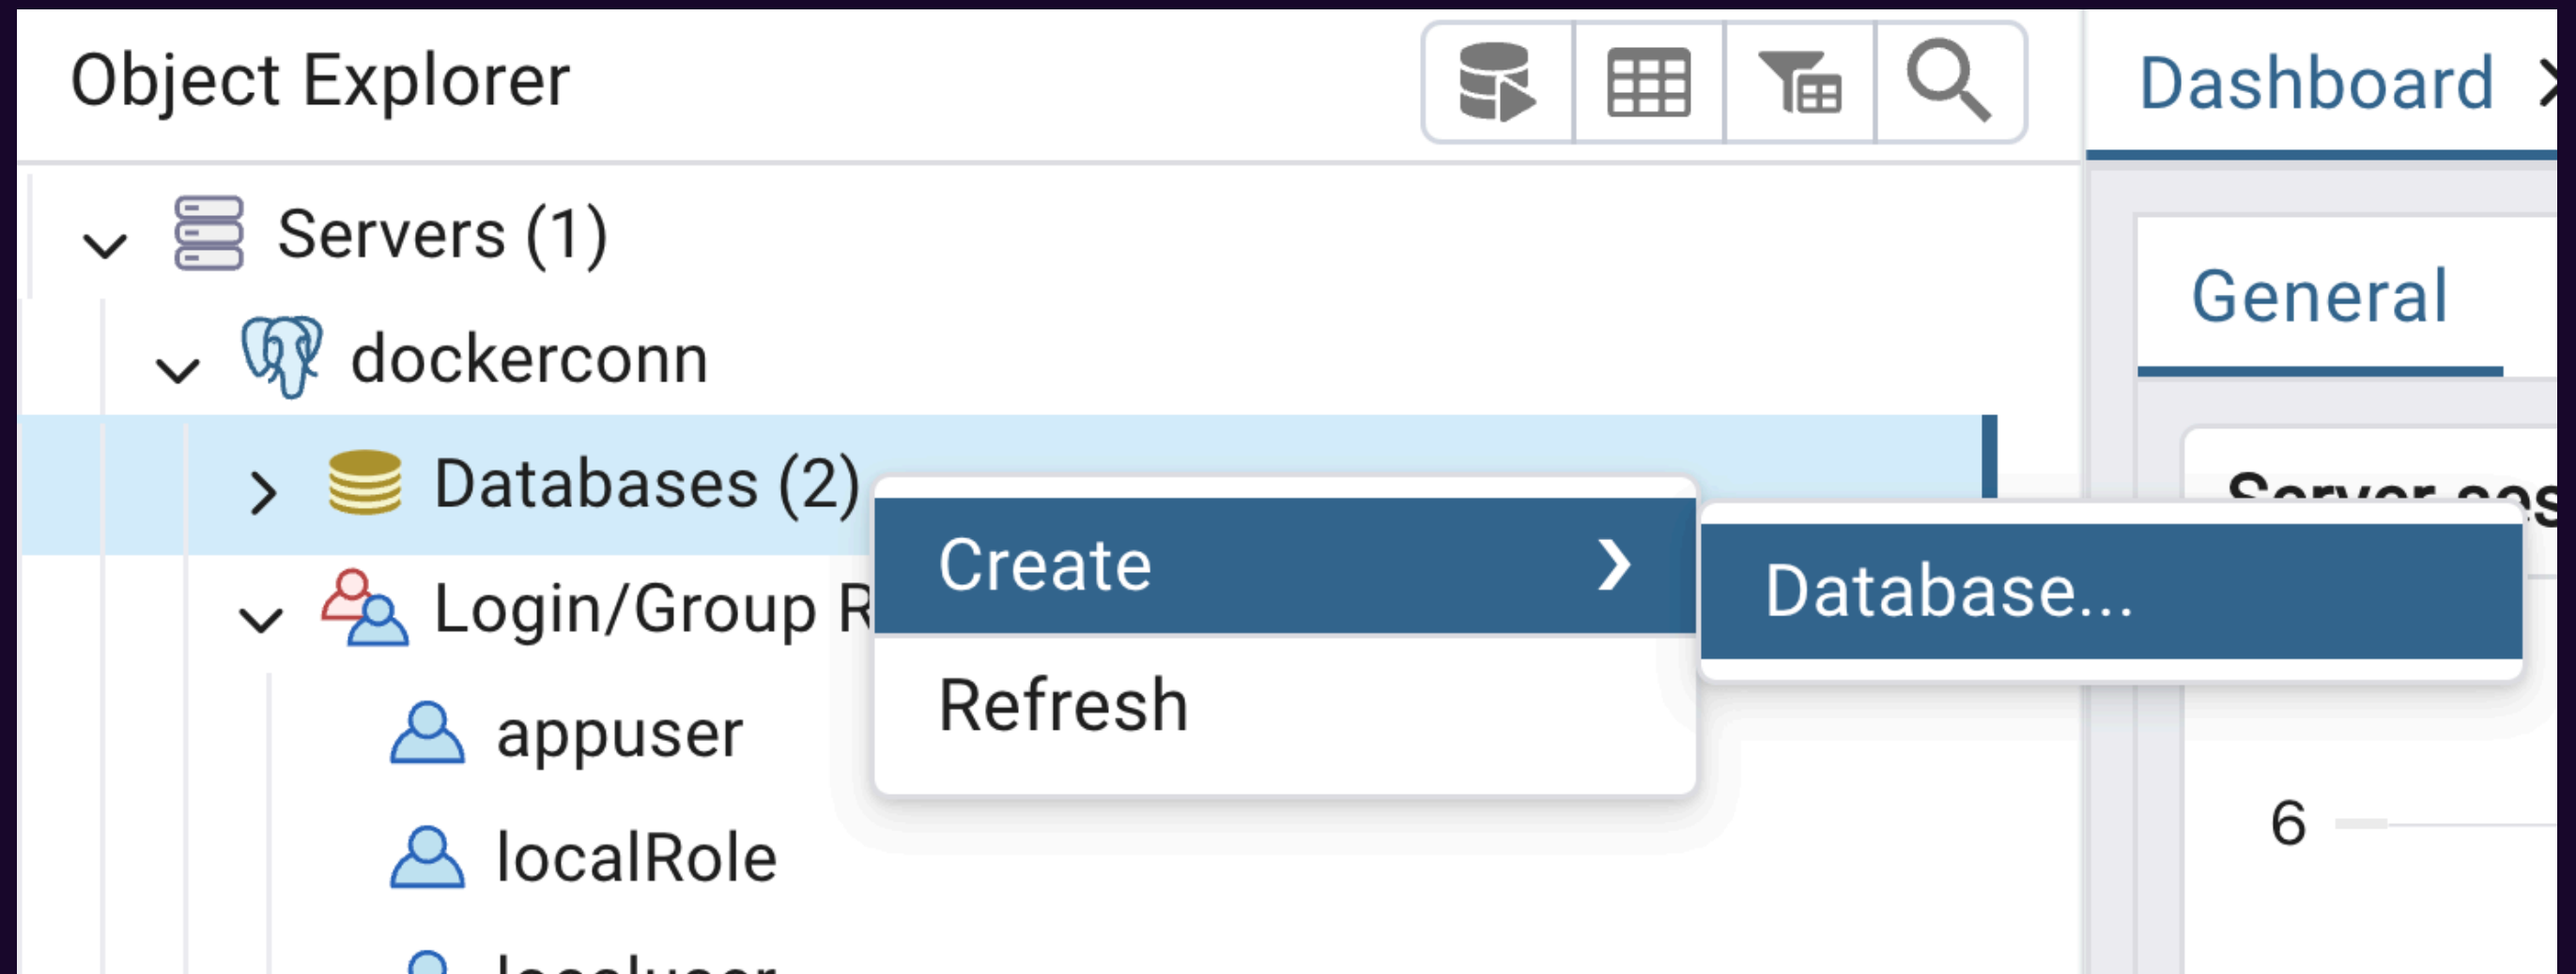 Object Explorer
Dashboard
Servers (1)
General
dockerconn
Databases (2)
Create
Database...
Login/Group
Refresh
appuser
6
localRole